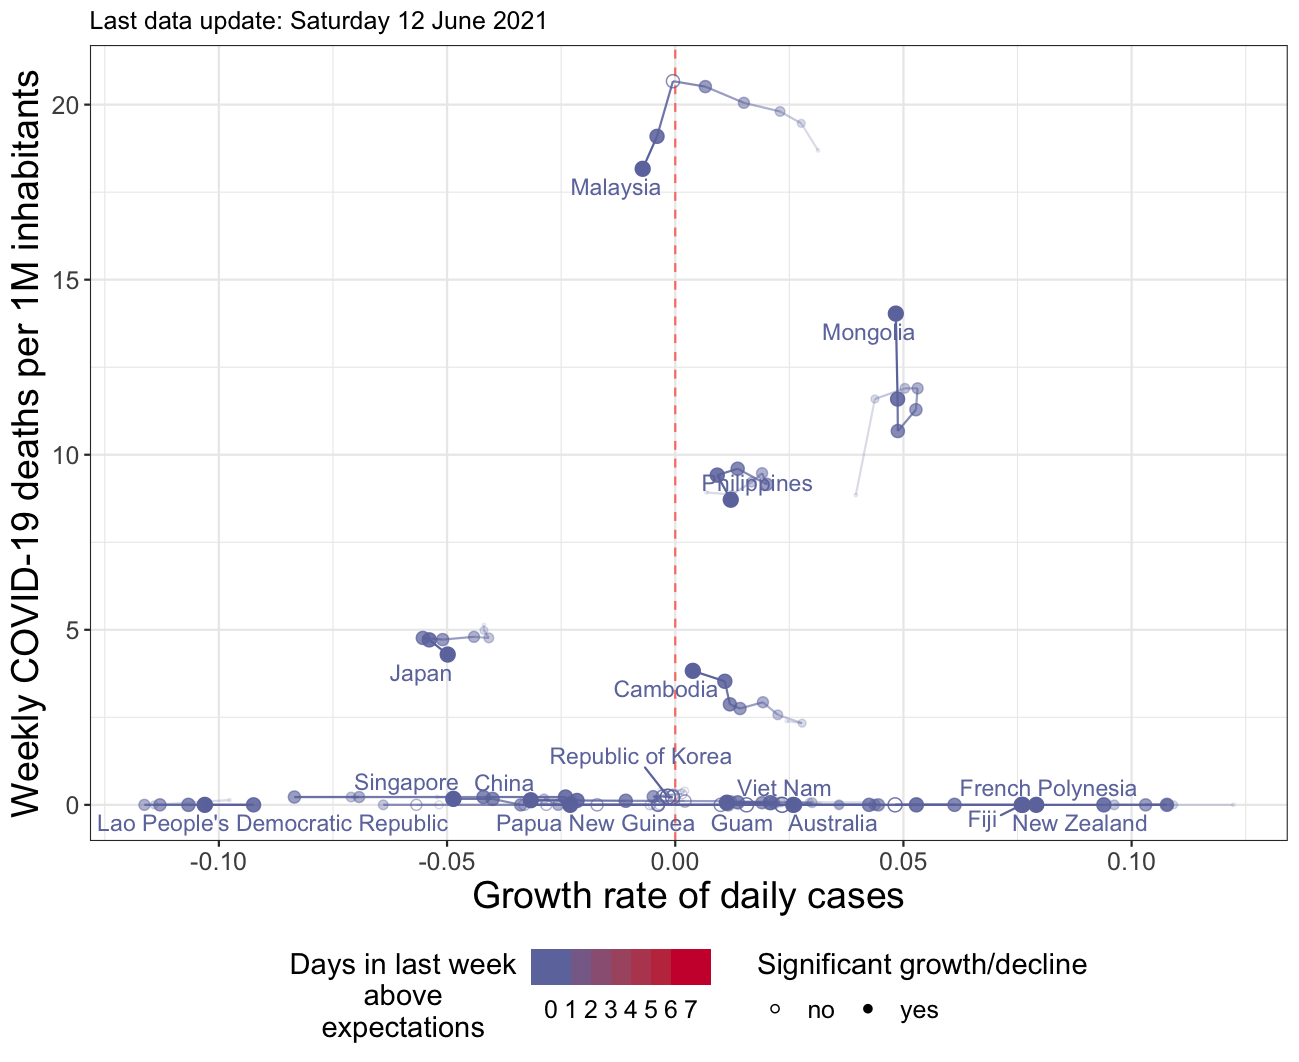 Last data update: Saturday 12 June 2021
Weekly COVID-19 deaths per 1M inhabitants
20
15
10
5
0
Malaysia
Mongolia
Philippines
Japan
Cambodia
Republic of Korea
Singapore
China
Viet Nam
French Polynesia
Lao People's Democratic Republic
Papua New Guinea
Guam
Australia
Fiji
New Zealand
-0.10
-0.05
0.00
0.05
0.10
Growth rate of daily cases
Days in last week
above
expectations
0 1 2 3 4 5 6 7
Significant growth/decline
no
yes